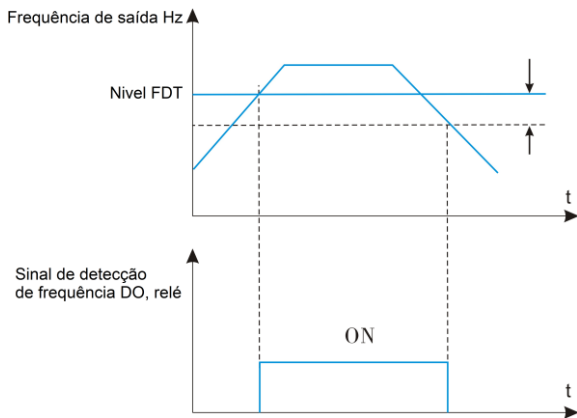 Frequência de saída Hz
Nivel FDT
t
Sinal de detecção
de frequência DO, relé
ON
t